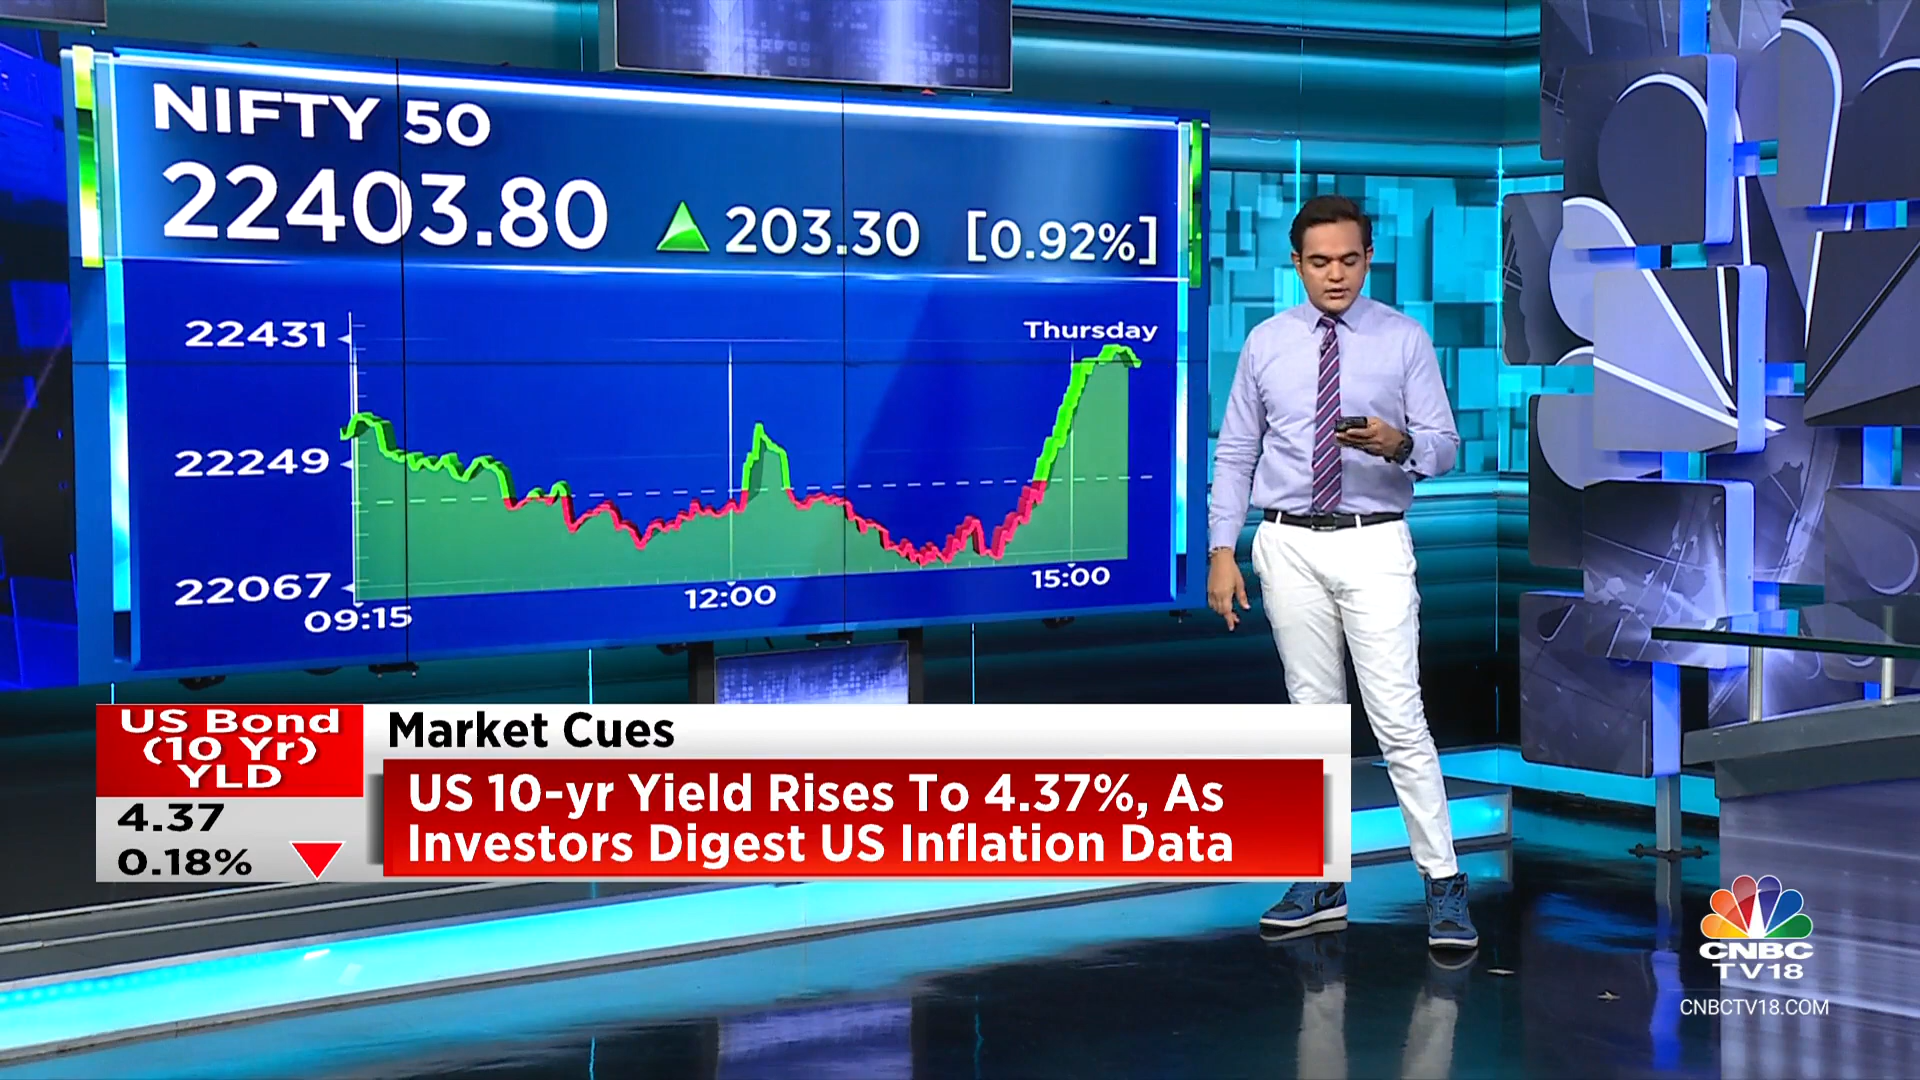 NIFTY 50
22403.80 ▲ 203.30 [0.92%]
22431
Thursday
22249
22067
09:15
12:00
15:00
US Bond
(10 Yr)
YLD
4.37
0.18% ▼
Market Cues
US 10-yr Yield Rises To 4.37%, As
Investors Digest US Inflation Data
CNBC
TV18
CNBCTV18.COM